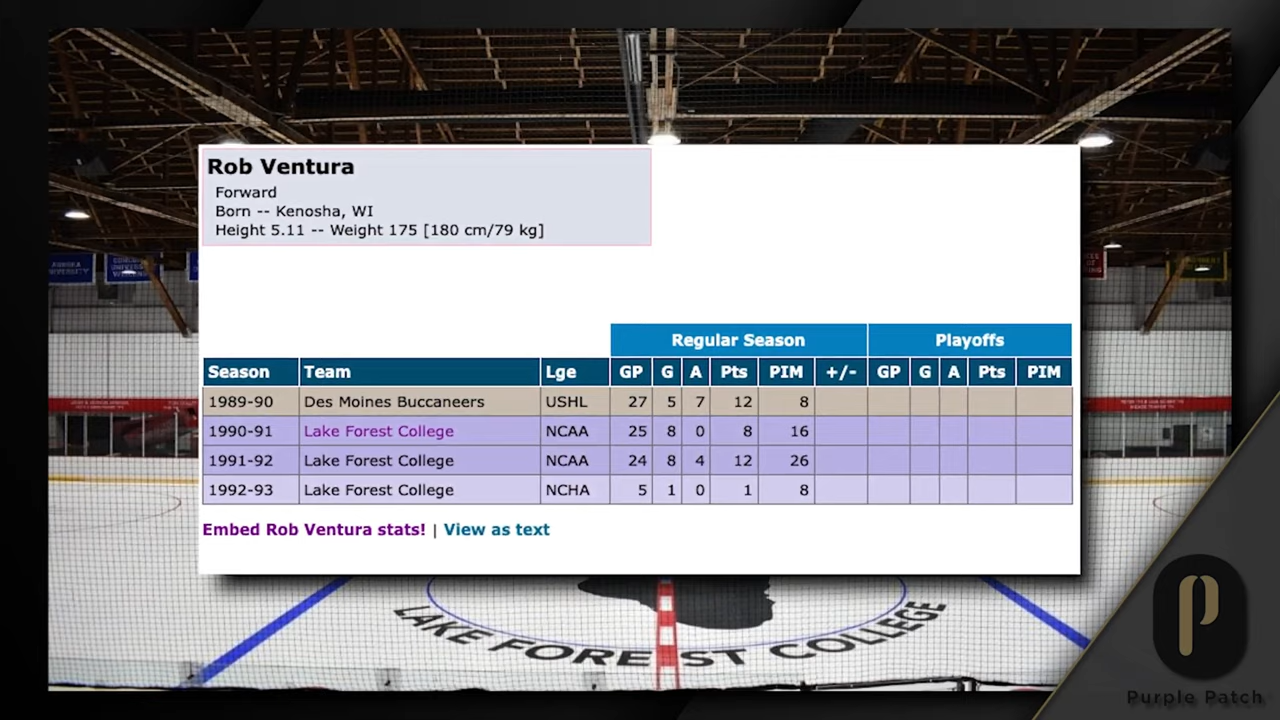 Rob Ventura
Forward
Born -- Kenosha, WI
Height 5.11 -- Weight 175 [180 cm/79 kg]
Regular Season Playoffs
Season Team Lge GP G A Pts PIM +/- GP G A Pts PIM
1989-90 Des Moines Buccaneers USHL 27 5 7 12 8
1990-91 Lake Forest College NCAA 25 8 0 8 16
1991-92 Lake Forest College NCAA 24 8 4 12 26
1992-93 Lake Forest College NCHA 5 1 0 1 8
Embed Rob Ventura stats! | View as text
LAKE FOREST COLLEGE
Purple Patch